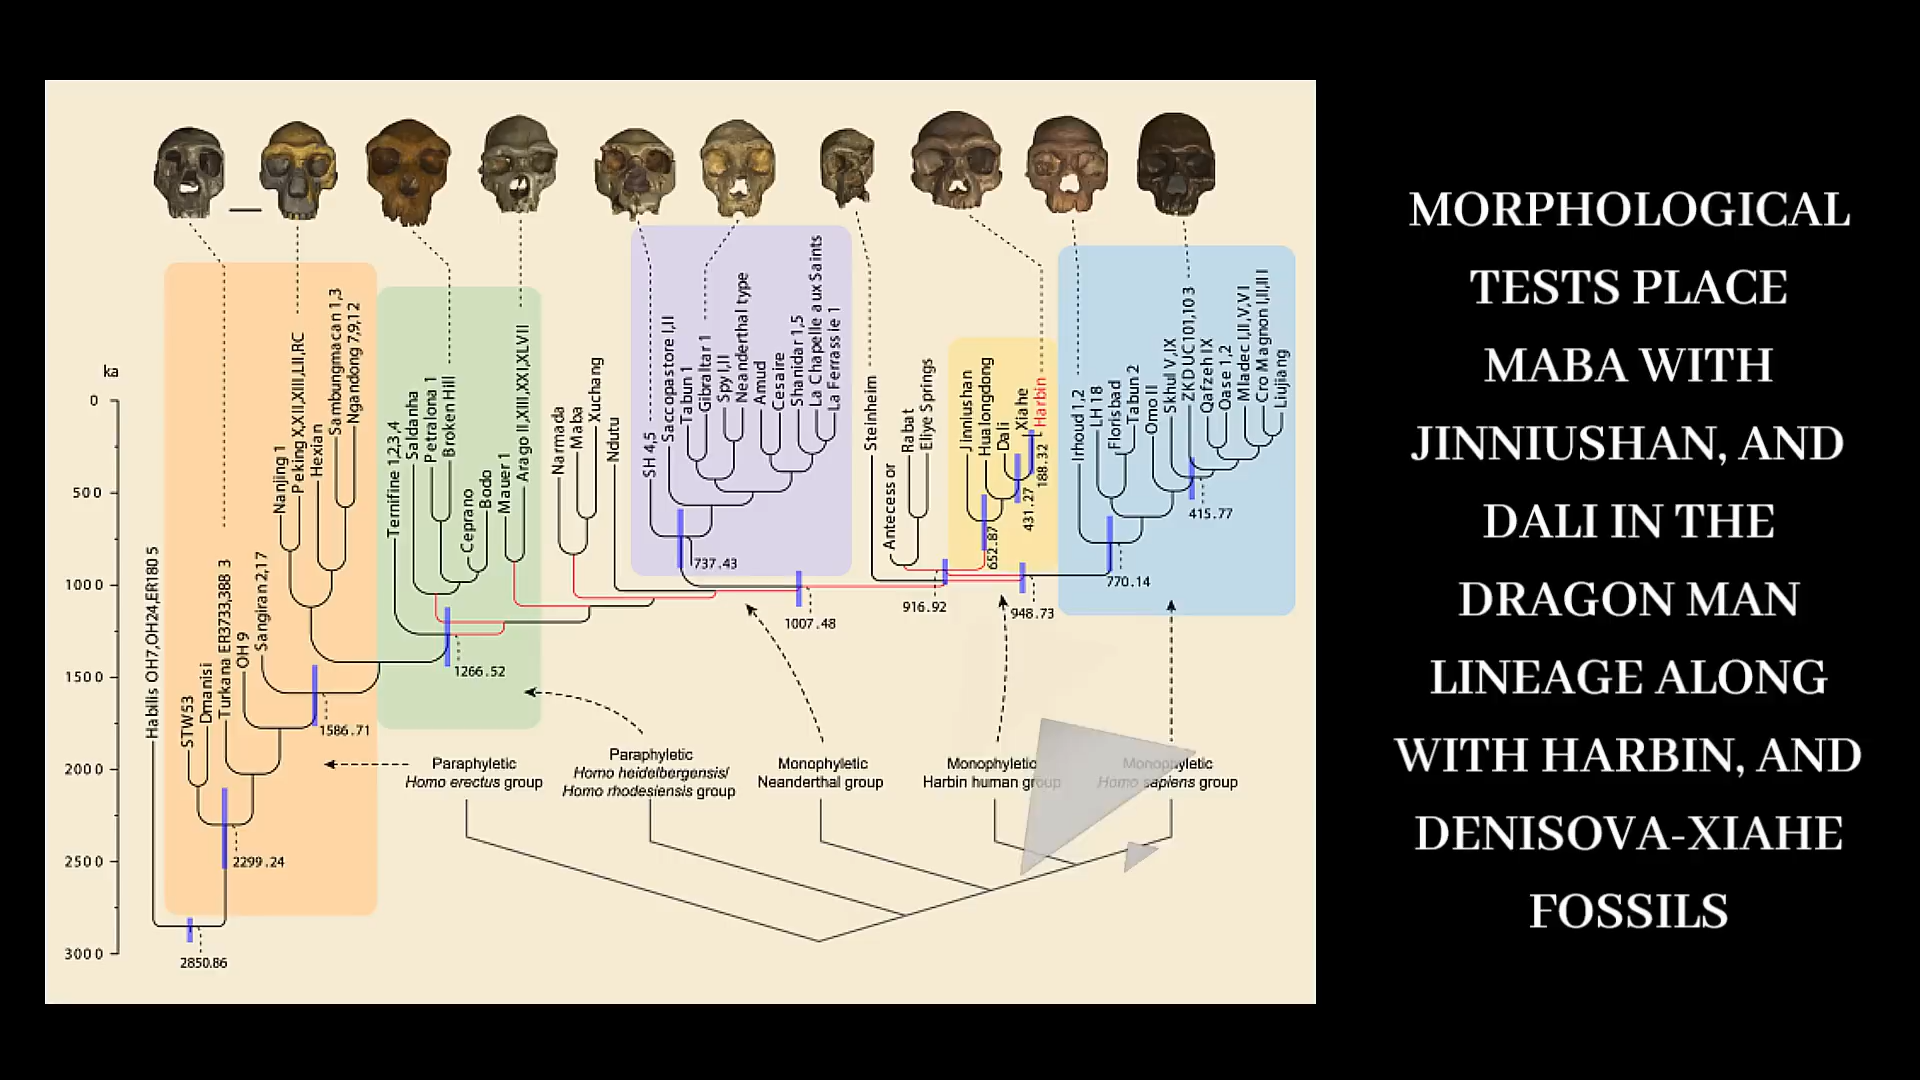 ka
0
500
1000
1500
2000
2500
3000
Habilis OH7,OH24,ER1805
STW53
Dmanisi
Turkana ER3733,3883
OH 9
Sangiran 2,17
Nanjing 1
Peking X,XII,XIII,LII,RC
Hexian
Sambungmacan 1,3
Ngandong 7,9,12
Ternifine 1,2,3,4
Saldanha
Petralona 1
Broken Hill
Ceprano
Bodo
Mauer 1
Arago II,XIII,XXI,XLVII
Narmada
Maba
Xuchang
Ndutu
SH 4,5
Saccopastore I,II
Tabun 1
Gibraltar 1
Spy I,II
Neanderthal type
Amud
Cesaire
Shanidar 1,5
La Chapelle aux Saints
La Ferrassie 1
Steinheim
Antecessor
Rabat
Eliye Springs
Jinniushan
Hualongdong
Dali
Xiahe
Harbin
Irhoud 1,2
LH 18
Florisbad
Tabun 2
Omo II
Skhul V,IX
ZKD UC101,103
Qafzeh IX
Oase 1,2
Mladec I,II,V,VI
Cro Magnon I,II,III
Liujiang
2850.86
2299.24
1586.71
1266.52
737.43
1007.48
916.92
948.73
652.87
431.27
188.32
770.14
415.77
Paraphyletic
Homo erectus group
Paraphyletic
Homo heidelbergensis/
Homo rhodesiensis group
Monophyletic
Neanderthal group
Monophyletic
Harbin human group
Monophyletic
Homo sapiens group
MORPHOLOGICAL
TESTS PLACE
MABA WITH
JINNIUSHAN, AND
DALI IN THE
DRAGON MAN
LINEAGE ALONG
WITH HARBIN, AND
DENISOVA-XIAHE
FOSSILS